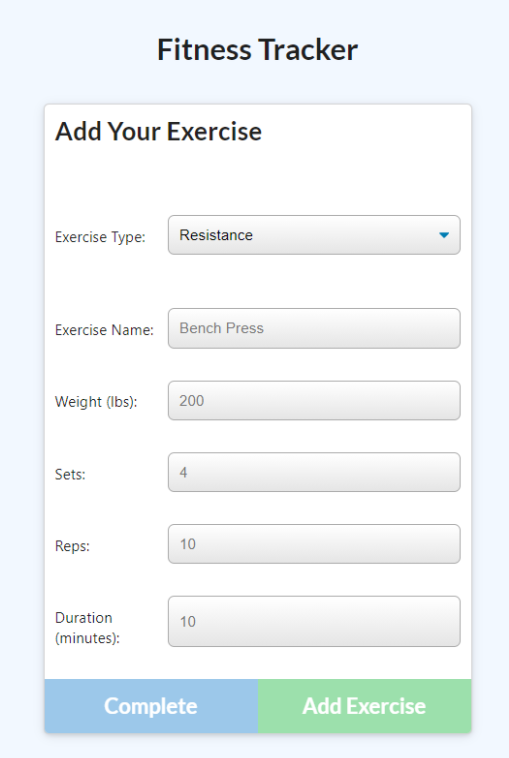 Fitness Tracker
Add Your Exercise
Exercise Type: Resistance
Exercise Name: Bench Press
Weight (lbs): 200
Sets: 4
Reps: 10
Duration
(minutes): 10
Complete Add Exercise